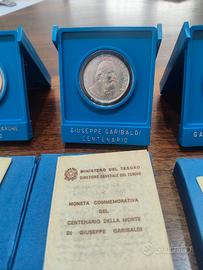 GIUSEPPE GARIBALDI
CENTENARIO
MINISTERO DEL TESORO
DIREZIONE GENERALE DEL TESORO
MONETA COMMEMORATIVA
DEL
CENTENARIO DELLA MORTE
DI GIUSEPPE GARIBALDI